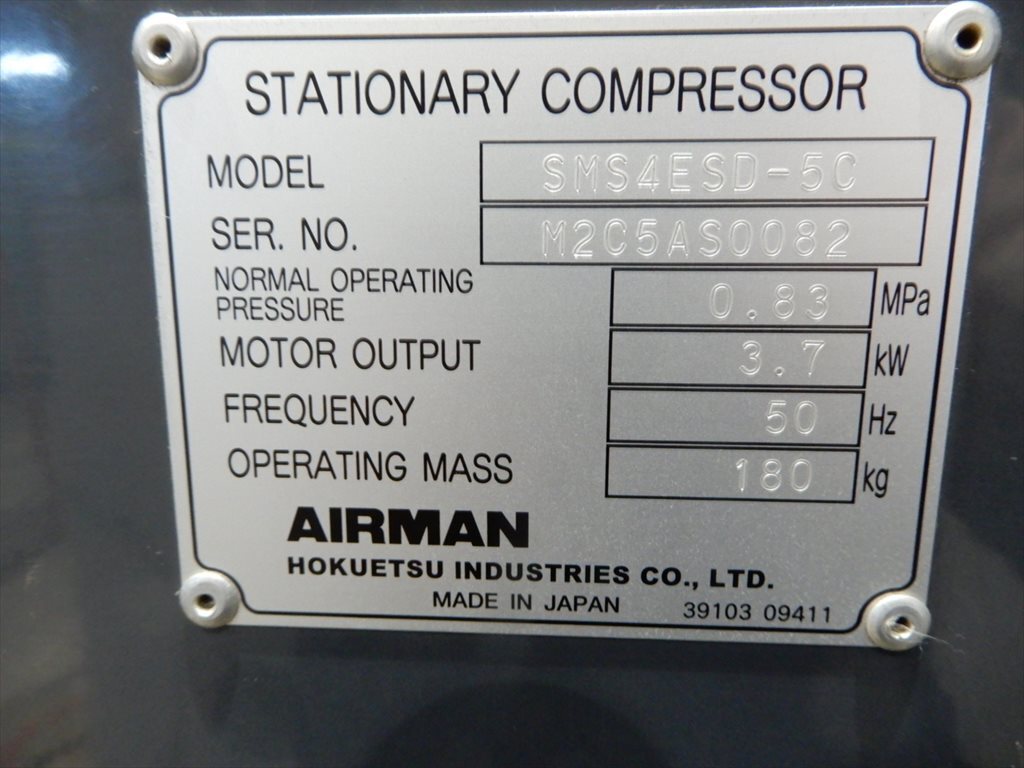 STATIONARY COMPRESSOR
MODEL SMS4ESD-5C
SER. NO. M2C5AS0082
NORMAL OPERATING
PRESSURE 0.83 MPa
MOTOR OUTPUT 3.7 kW
FREQUENCY 50 Hz
OPERATING MASS 180 kg
AIRMAN
HOKUETSU INDUSTRIES CO., LTD.
MADE IN JAPAN 39103 09411